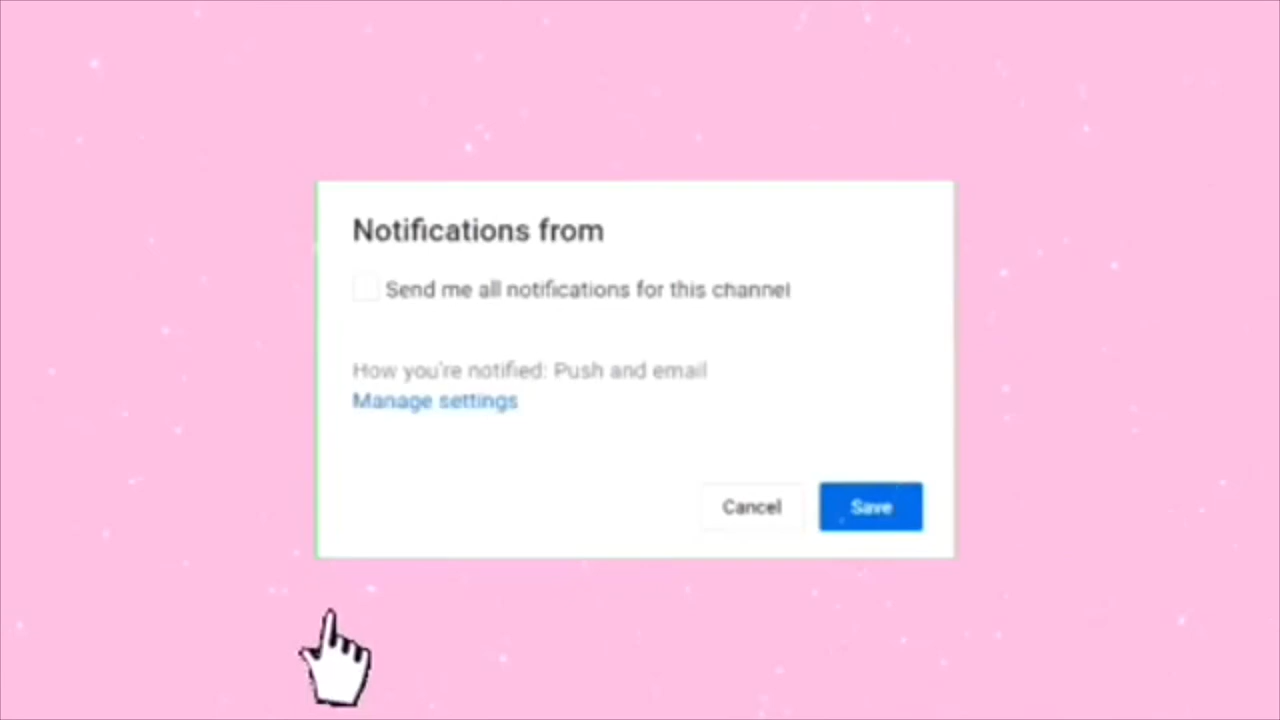 Notifications from
Send me all notifications for this channel
How you're notified: Push and email
Manage settings
Cancel
Save